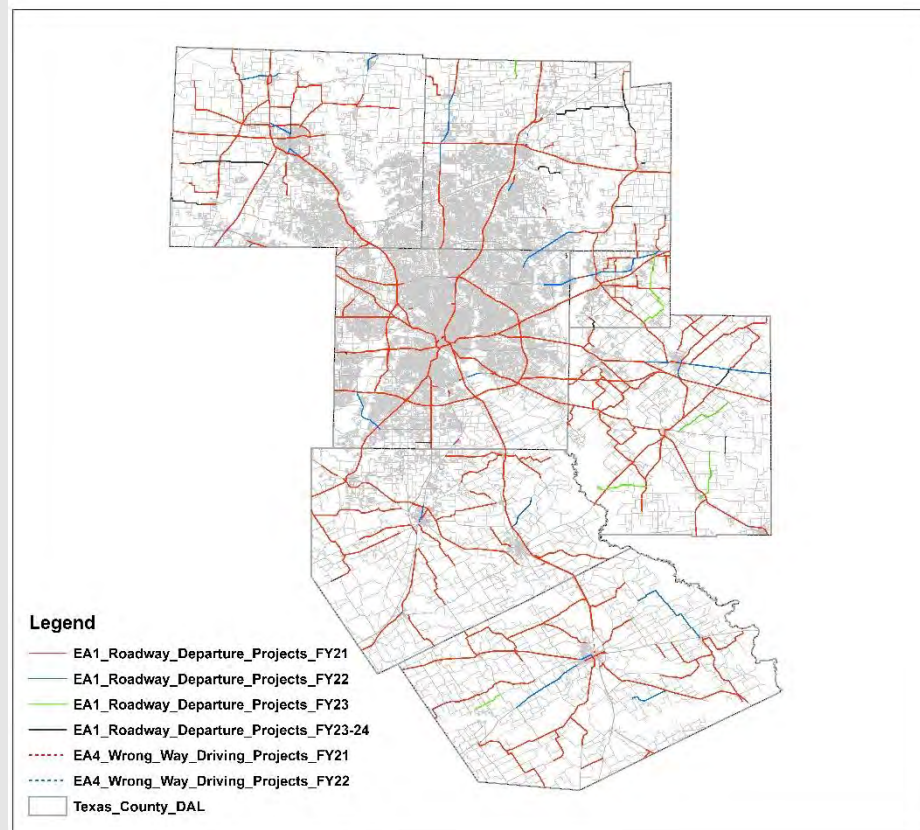 Legend
EA1_Roadway_Departure_Projects_FY21
EA1_Roadway_Departure_Projects_FY22
EA1_Roadway_Departure_Projects_FY23
EA1_Roadway_Departure_Projects_FY23-24
EA4_Wrong_Way_Driving_Projects_FY21
EA4_Wrong_Way_Driving_Projects_FY22
Texas_County_DAL